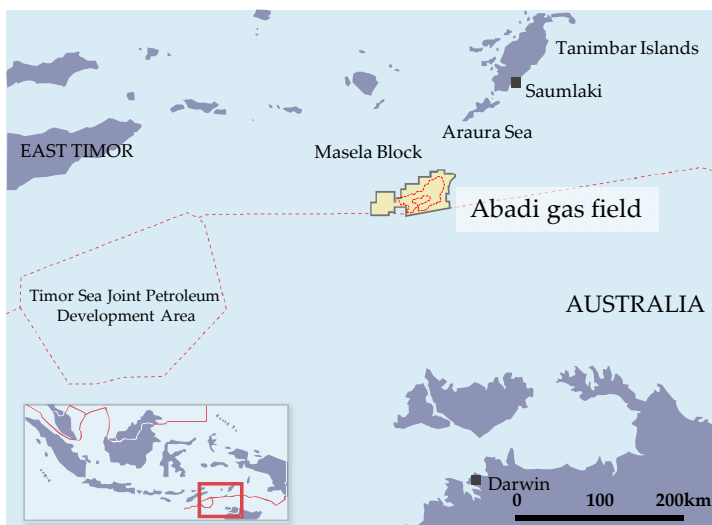 Tanimbar Islands
Saumlaki
Araura Sea
EAST TIMOR
Masela Block
Abadi gas field
Timor Sea Joint Petroleum
Development Area
AUSTRALIA
Darwin
0 100 200km